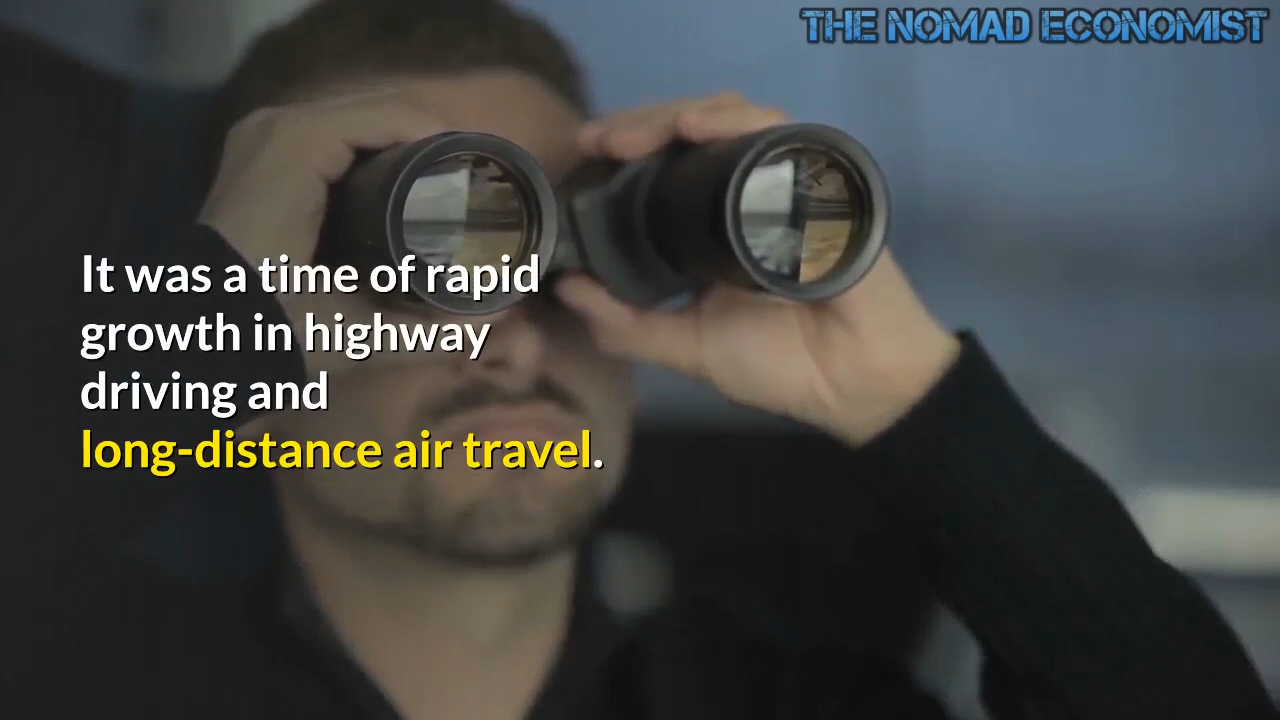 THE NOMAD ECONOMIST
It was a time of rapid
growth in highway
driving and
long-distance air travel.